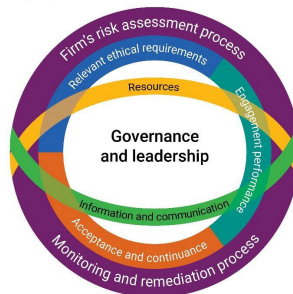 Firm's risk assessment process
Relevant ethical requirements
Resources
Engagement performance
Governance
and leadership
Information and communication
Acceptance and continuance
Monitoring and remediation process